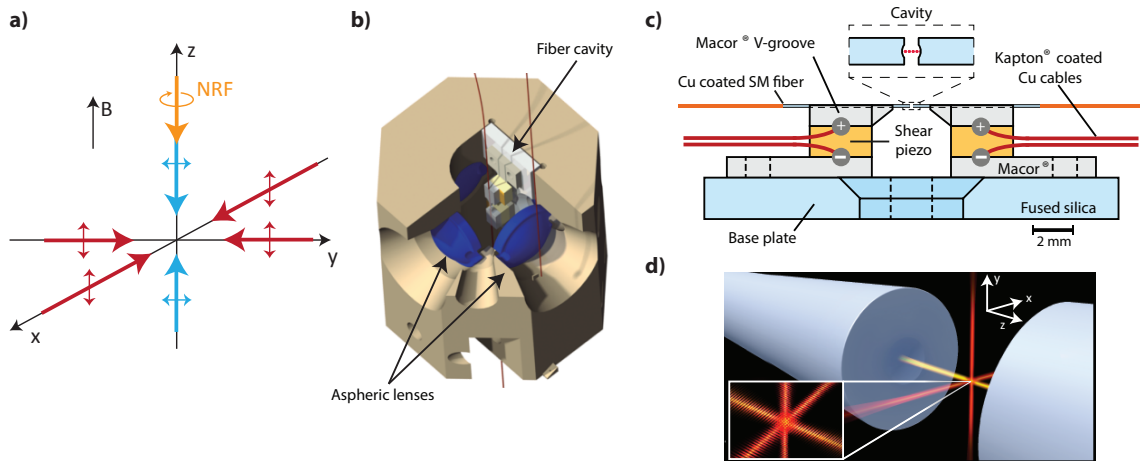 a)
z
B
NRF
y
x
b)
Fiber cavity
Aspheric lenses
c)
Cavity
Macor ® V-groove
Kapton® coated
Cu cables
Cu coated SM fiber
+
+
Shear
piezo
Macor ®
Fused silica
Base plate
2 mm
d)
y
x
z